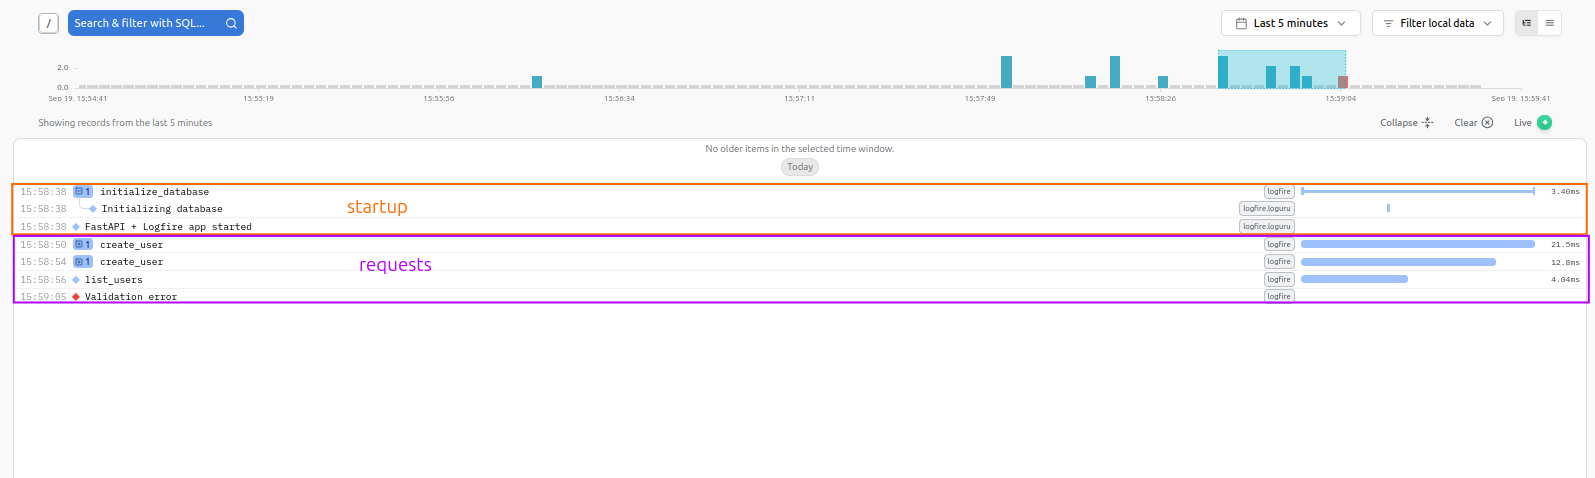 / Search & filter with SQL... Last 5 minutes Filter local data
2.0
0.0
Sep 19, 15:54:41 15:55:19 15:55:56 15:56:34 15:57:11 15:57:49 15:58:26 15:59:04 Sep 19, 15:59:41
Showing records from the last 5 minutes Collapse Clear Live
No older items in the selected time window.
Today
15:58:38 1 initialize_database logfire 3.40ms
startup
15:58:38 Initializing database logfire.loguru
15:58:38 FastAPI + Logfire app started logfire.loguru
15:58:50 1 create_user logfire 21.5ms
15:58:54 1 create_user logfire 12.8ms
requests
15:58:56 list_users logfire 4.04ms
15:59:05 Validation error logfire